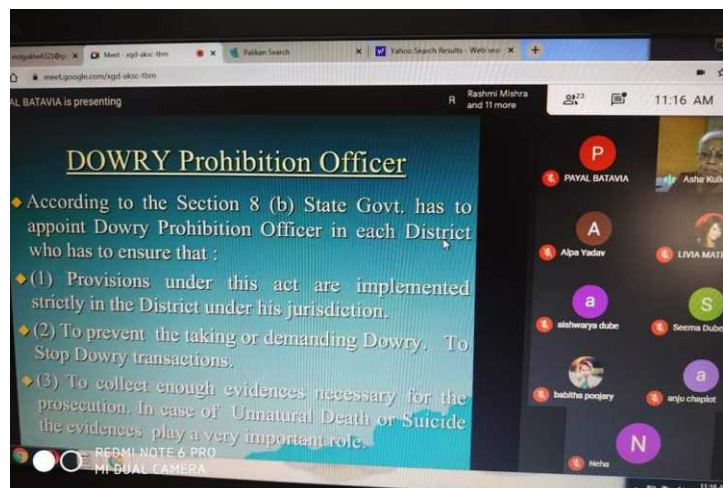 Meet - xgd-aksc-tbm
Palikan Search
Yahoo Search Results - Web sear
meet.google.com/xgd-aksc-tbm
AL BATAVIA is presenting
R
Rashmi Mishra
and 11 more
23
11:16 AM
DOWRY Prohibition Officer
According to the Section 8 (b) State Govt. has to
appoint Dowry Prohibition Officer in each District
who has to ensure that :
(1) Provisions under this act are implemented
strictly in the District under his jurisdiction.
(2) To prevent the taking or demanding Dowry. To
Stop Dowry transactions.
(3) To collect enough evidences necessary for the
prosecution. In case of Unnatural Death or Suicide
the evidences play a very important role.
P
PAYAL BATAVIA
Asha Kulk
A
Alpa Yadav
LIVIA MATI
a
aishwarya dube
S
Seema Dube
babitha poojary
a
anju chaplot
N
Neha
REDMI NOTE 6 PRO
MI DUAL CAMERA